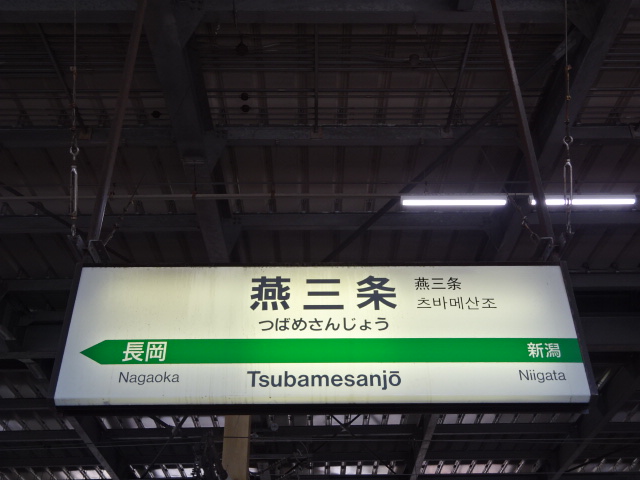 燕三条
燕三条
츠바메산조
つばめさんじょう
長岡
新潟
Nagaoka
Tsubamesanjō
Niigata